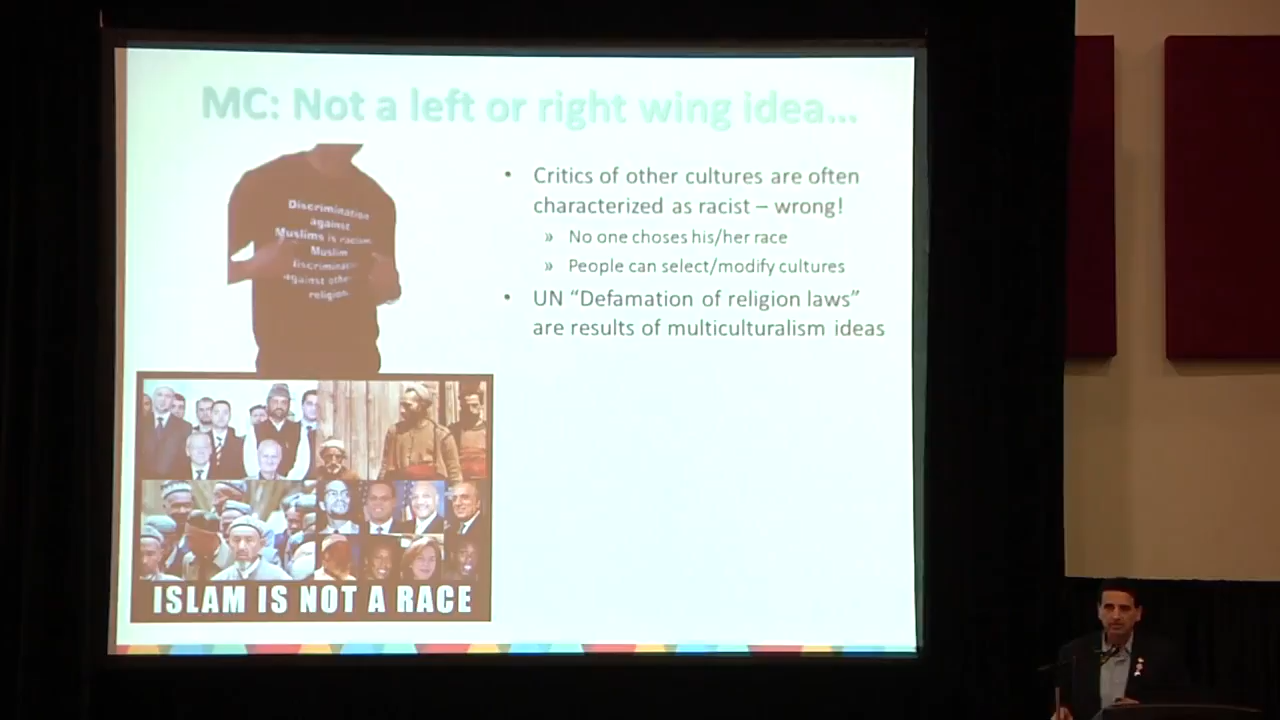 MC: Not a left or right wing idea...
Discrimination
against
Muslims is racism
Muslim
discrimination
against other
religion
• Critics of other cultures are often
characterized as racist – wrong!
» No one choses his/her race
» People can select/modify cultures
• UN “Defamation of religion laws”
are results of multiculturalism ideas
ISLAM IS NOT A RACE